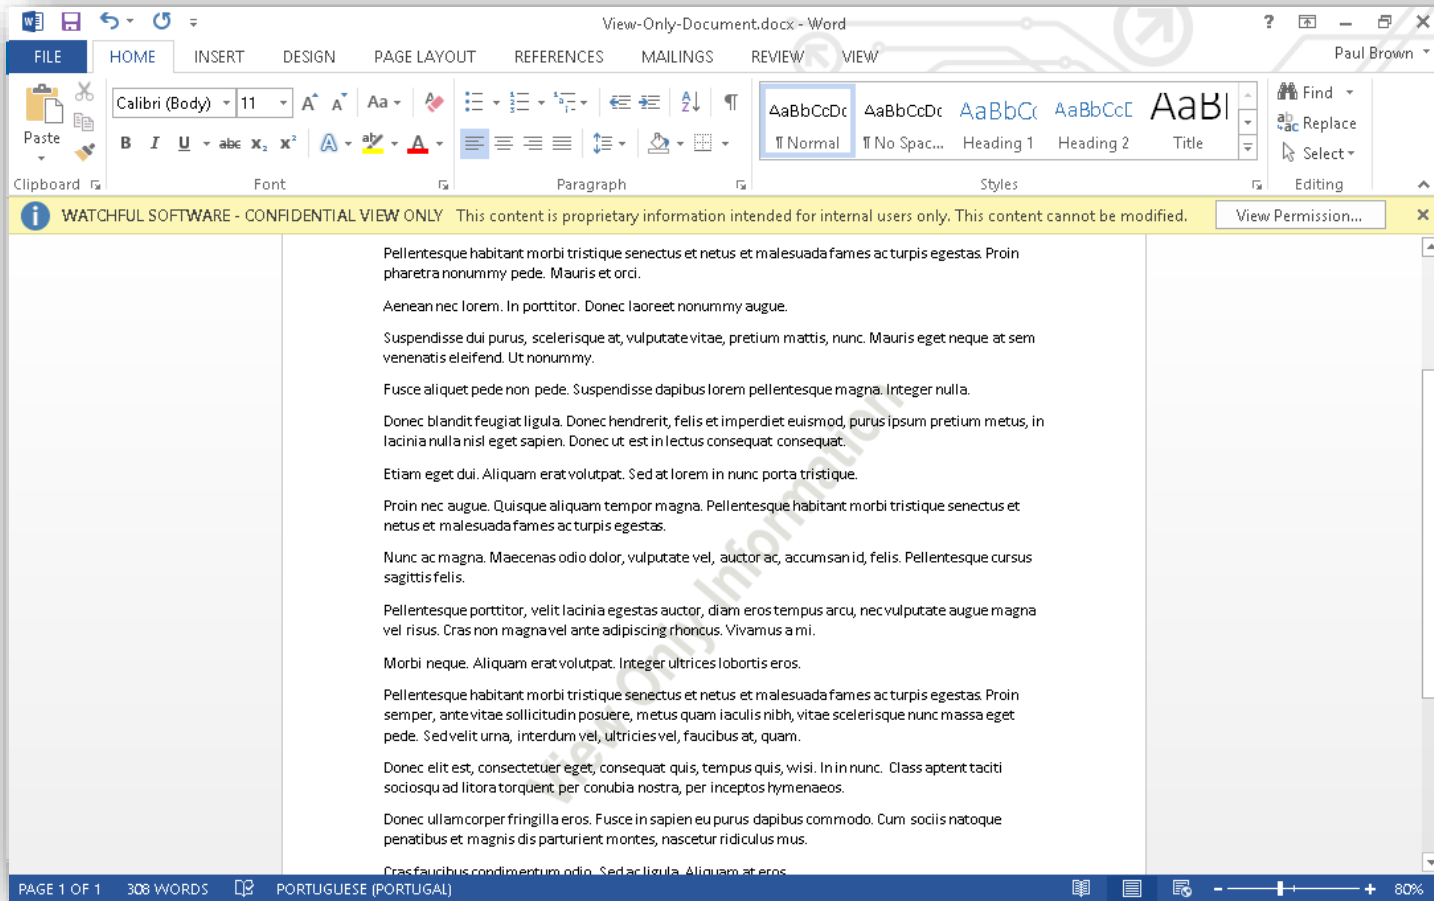 View-Only-Document.docx - Word
FILE HOME INSERT DESIGN PAGE LAYOUT REFERENCES MAILINGS REVIEW VIEW Paul Brown
Paste
Calibri (Body) 11 Aa
B I U abc x₂ x² A aby A
AaBbCcDc AaBbCcDc AaBbC( AaBbCcE AaBl
¶ Normal ¶ No Spac... Heading 1 Heading 2 Title
Find
Replace
Select
Clipboard Font Paragraph Styles Editing
WATCHFUL SOFTWARE - CONFIDENTIAL VIEW ONLY This content is proprietary information intended for internal users only. This content cannot be modified. View Permission...
Pellentesque habitant morbi tristique senectus et netus et malesuada fames ac turpis egestas. Proin
pharetra nonummy pede. Mauris et orci.
Aenean nec lorem. In porttitor. Donec laoreet nonummy augue.
Suspendisse dui purus, scelerisque at, vulputate vitae, pretium mattis, nunc. Mauris eget neque at sem
venenatis eleifend. Ut nonummy.
Fusce aliquet pede non pede. Suspendisse dapibus lorem pellentesque magna. Integer nulla.
Donec blandit feugiat ligula. Donec hendrerit, felis et imperdiet euismod, purus ipsum pretium metus, in
lacinia nulla nisl eget sapien. Donec ut est in lectus consequat consequat.
Etiam eget dui. Aliquam erat volutpat. Sed at lorem in nunc porta tristique.
Proin nec augue. Quisque aliquam tempor magna. Pellentesque habitant morbi tristique senectus et
netus et malesuada fames ac turpis egestas.
Nunc ac magna. Maecenas odio dolor, vulputate vel, auctor ac, accumsan id, felis. Pellentesque cursus
sagittis felis.
Pellentesque porttitor, velit lacinia egestas auctor, diam eros tempus arcu, nec vulputate augue magna
vel risus. Cras non magna vel ante adipiscing rhoncus. Vivamus a mi.
Morbi neque. Aliquam erat volutpat. Integer ultrices lobortis eros.
Pellentesque habitant morbi tristique senectus et netus et malesuada fames ac turpis egestas. Proin
semper, ante vitae sollicitudin posuere, metus quam iaculis nibh, vitae scelerisque nunc massa eget
pede. Sed velit urna, interdum vel, ultricies vel, faucibus at, quam.
Donec elit est, consectetuer eget, consequat quis, tempus quis, wisi. In in nunc. Class aptent taciti
sociosqu ad litora torquent per conubia nostra, per inceptos hymenaeos.
Donec ullamcorper fringilla eros. Fusce in sapien eu purus dapibus commodo. Cum sociis natoque
penatibus et magnis dis parturient montes, nascetur ridiculus mus.
Cras faucibus condimentum odio. Sed ac ligula. Aliquam at eros.
View Only Information
PAGE 1 OF 1 308 WORDS PORTUGUESE (PORTUGAL) 80%